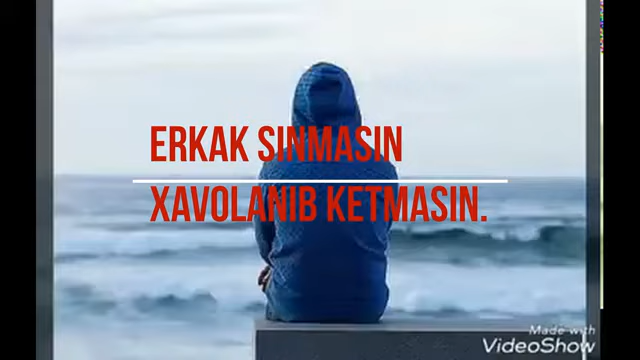 ERKAK SINMASIN
XAVOLANIB KETMASIN.
Made with
VideoShow